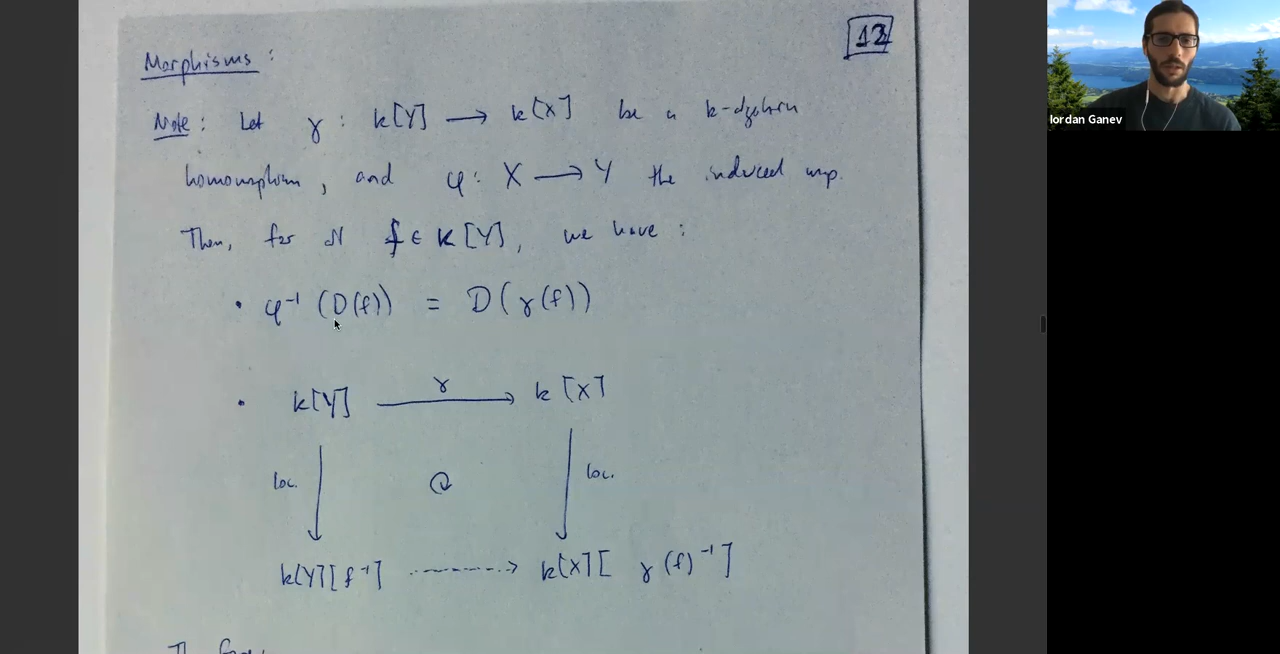 12
Morphisms:
Note: Let γ: k[Y] ⟶ k[X] be a k-algebra
homomorphism, and φ: X ⟶ Y the induced map.
Then, for all f ∈ k[Y], we have:
• φ⁻¹(D(f)) = D(γ(f))
• k[Y] γ⟶ k[X]
loc. ↓ ↻ ↓ loc.
k[Y][f⁻¹] ⇢ k[X][γ(f)⁻¹]
Iordan Ganev